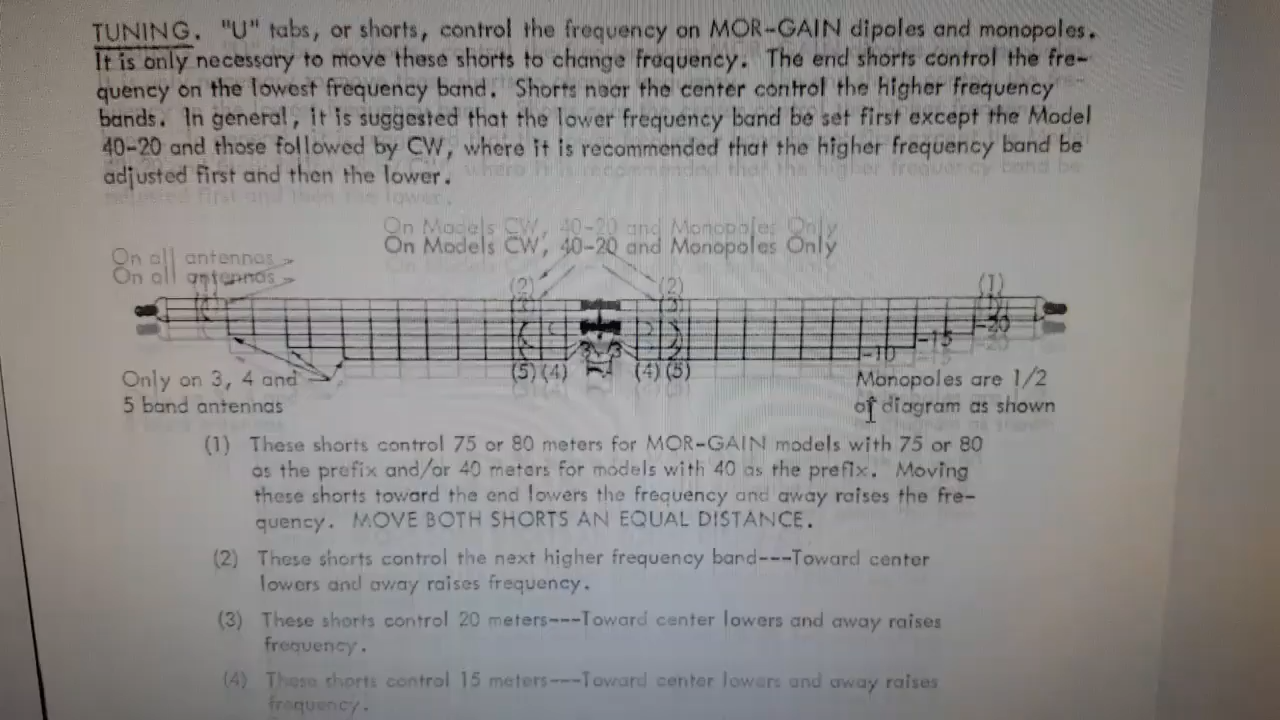 TUNING. "U" tabs, or shorts, control the frequency on MOR-GAIN dipoles and monopoles.
It is only necessary to move these shorts to change frequency. The end shorts control the fre-
quency on the lowest frequency band. Shorts near the center control the higher frequency
bands. In general, it is suggested that the lower frequency band be set first except the Model
40-20 and those followed by CW, where it is recommended that the higher frequency band be
adjusted first and then the lower.
On Models CW, 40-20 and Monopoles Only
On all antennas
(2) (2) (1)
-20
-15
-10
(5) (4) (4) (5)
Only on 3, 4 and
5 band antennas
Monopoles are 1/2
of diagram as shown
(1) These shorts control 75 or 80 meters for MOR-GAIN models with 75 or 80
as the prefix and/or 40 meters for models with 40 as the prefix. Moving
these shorts toward the end lowers the frequency and away raises the fre-
quency. MOVE BOTH SHORTS AN EQUAL DISTANCE.
(2) These shorts control the next higher frequency band---Toward center
lowers and away raises frequency.
(3) These shorts control 20 meters---Toward center lowers and away raises
frequency.
(4) These shorts control 15 meters---Toward center lowers and away raises
frequency.